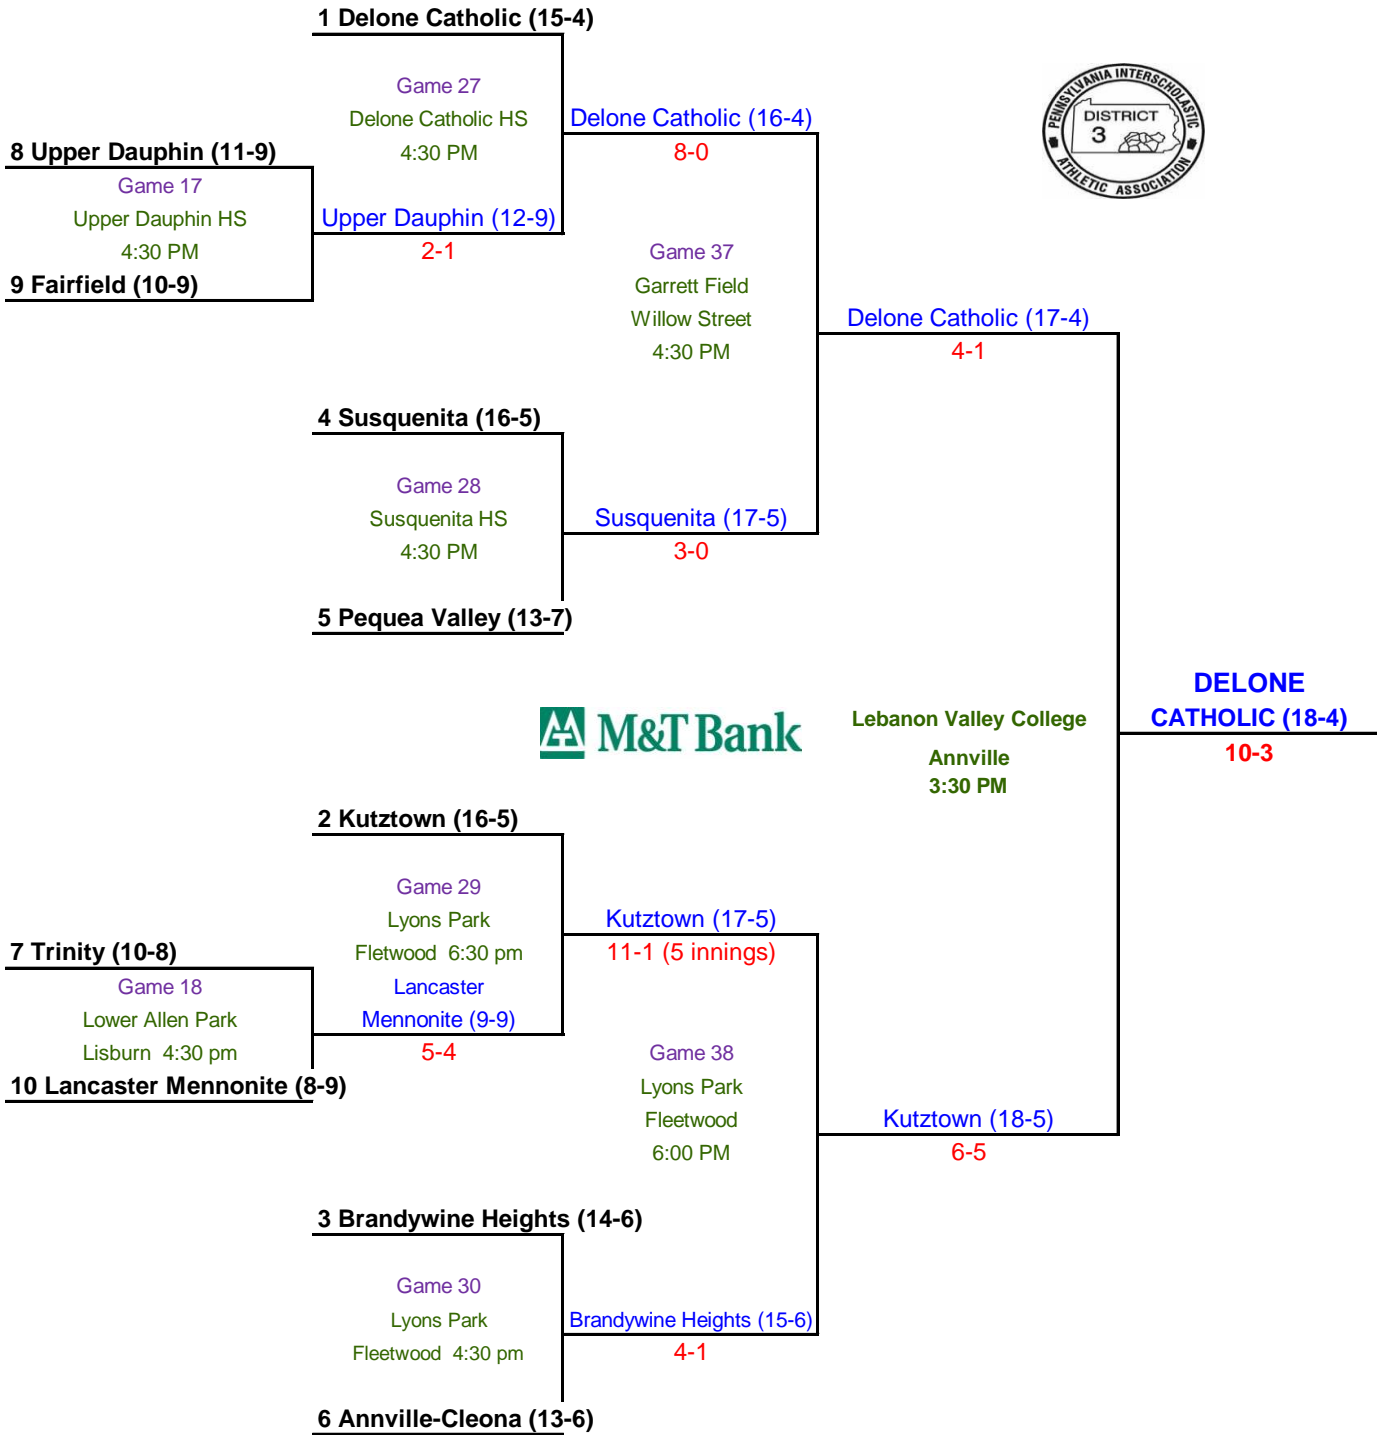 1 Delone Catholic (15-4)
Game 27
Delone Catholic HS
4:30 PM
Delone Catholic (16-4)
8-0
PENNSYLVANIA INTERSCHOLASTIC
DISTRICT
3
ATHLETIC ASSOCIATION
8 Upper Dauphin (11-9)
Game 17
Upper Dauphin HS
4:30 PM
Upper Dauphin (12-9)
2-1
9 Fairfield (10-9)
Game 37
Garrett Field
Willow Street
4:30 PM
Delone Catholic (17-4)
4-1
4 Susquenita (16-5)
Game 28
Susquenita HS
4:30 PM
Susquenita (17-5)
3-0
5 Pequea Valley (13-7)
M&T Bank
Lebanon Valley College
Annville
3:30 PM
DELONE
CATHOLIC (18-4)
10-3
2 Kutztown (16-5)
Game 29
Lyons Park
Fletwood 6:30 pm
Kutztown (17-5)
11-1 (5 innings)
7 Trinity (10-8)
Game 18
Lower Allen Park
Lisburn 4:30 pm
Lancaster
Mennonite (9-9)
5-4
10 Lancaster Mennonite (8-9)
Game 38
Lyons Park
Fleetwood
6:00 PM
Kutztown (18-5)
6-5
3 Brandywine Heights (14-6)
Game 30
Lyons Park
Fleetwood 4:30 pm
Brandywine Heights (15-6)
4-1
6 Annville-Cleona (13-6)